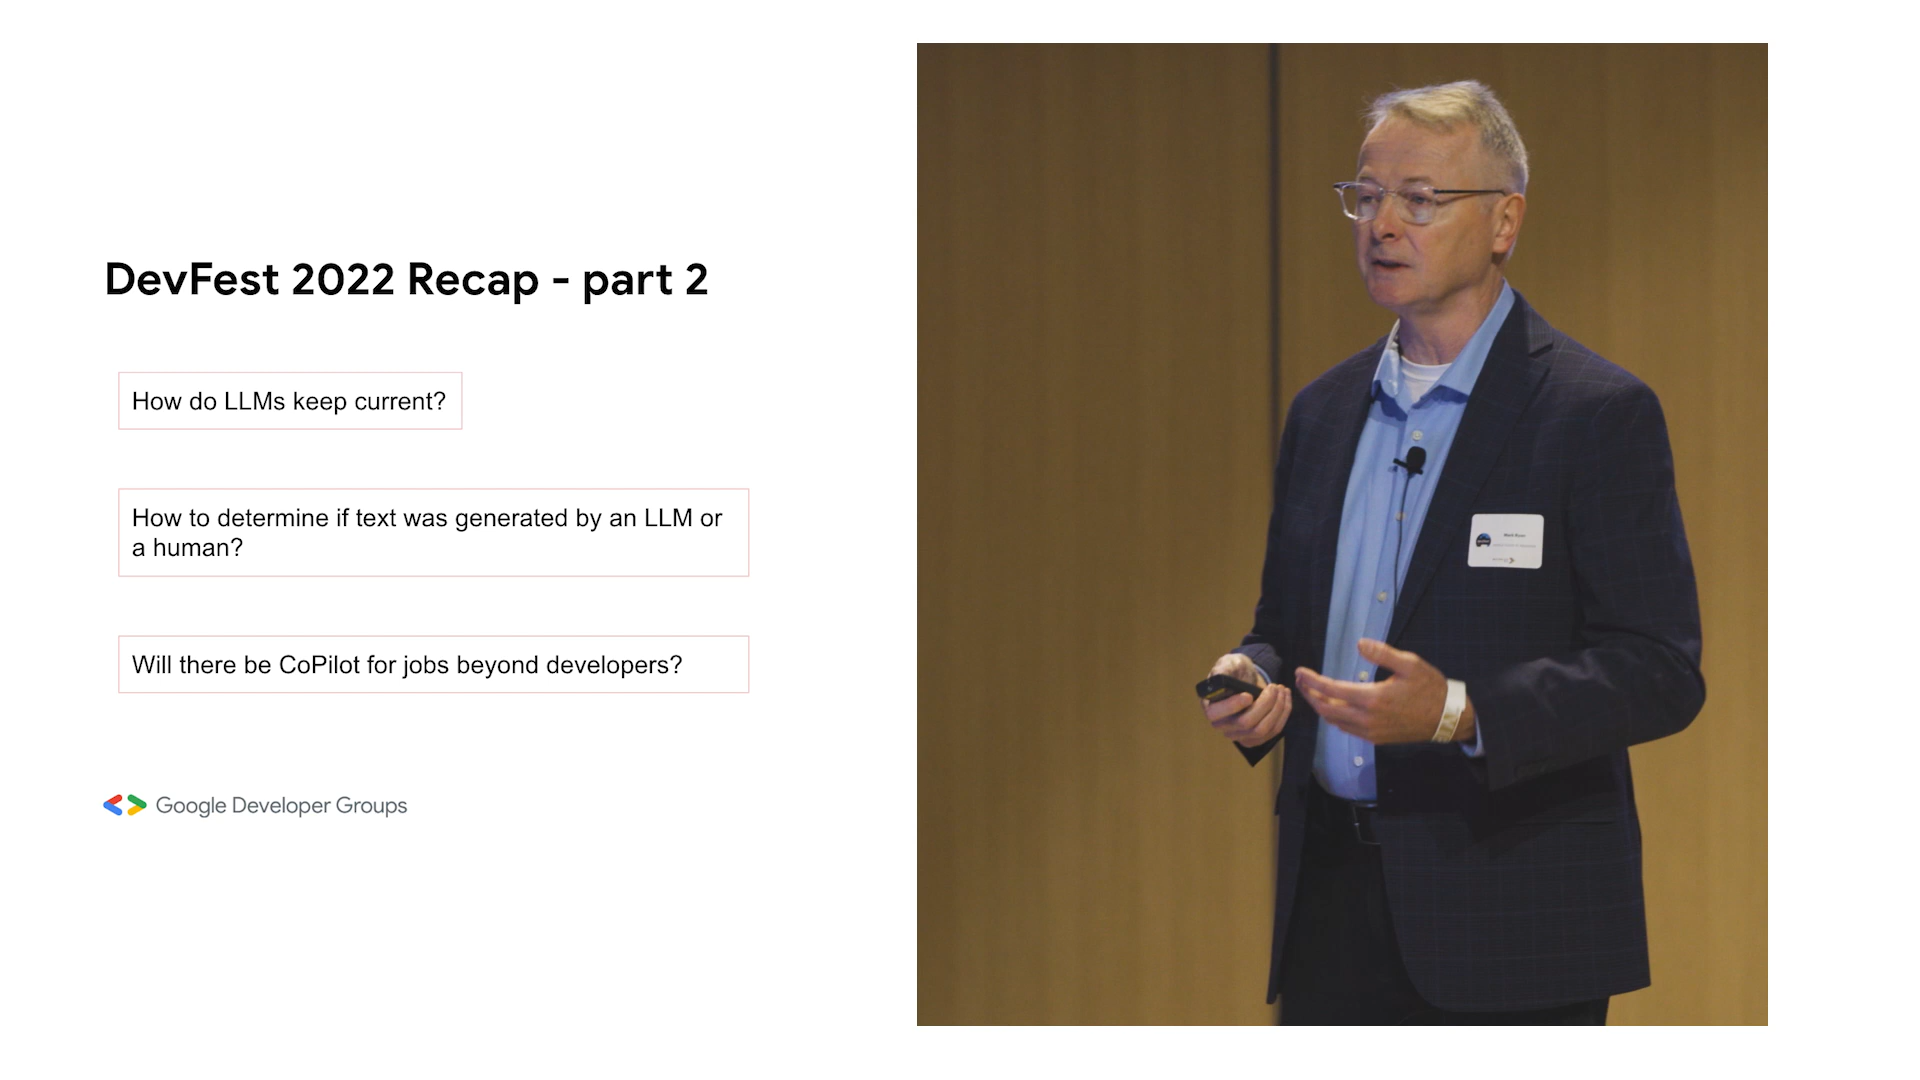 DevFest 2022 Recap - part 2
How do LLMs keep current?
How to determine if text was generated by an LLM or
a human?
Will there be CoPilot for jobs beyond developers?
Google Developer Groups